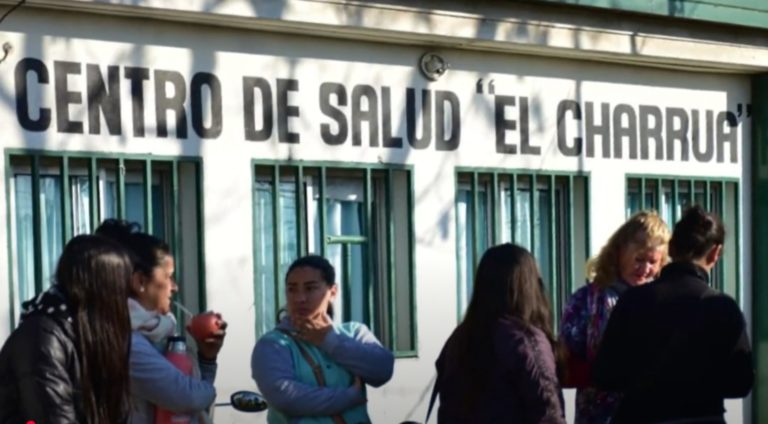 CENTRO DE SALUD "EL CHARRUA"